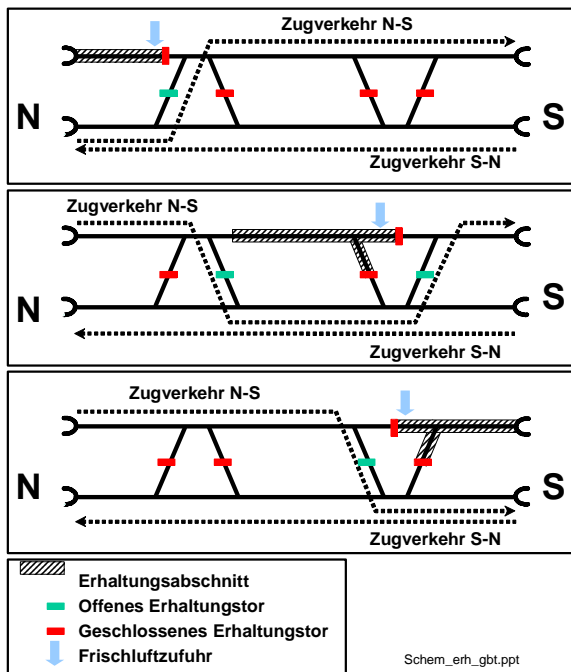 Zugverkehr N-S
N
S
Zugverkehr S-N
Zugverkehr N-S
N
S
Zugverkehr S-N
Zugverkehr N-S
N
S
Zugverkehr S-N
Erhaltungsabschnitt
Offenes Erhaltungstor
Geschlossenes Erhaltungstor
Frischluftzufuhr
Schem_erh_gbt.ppt